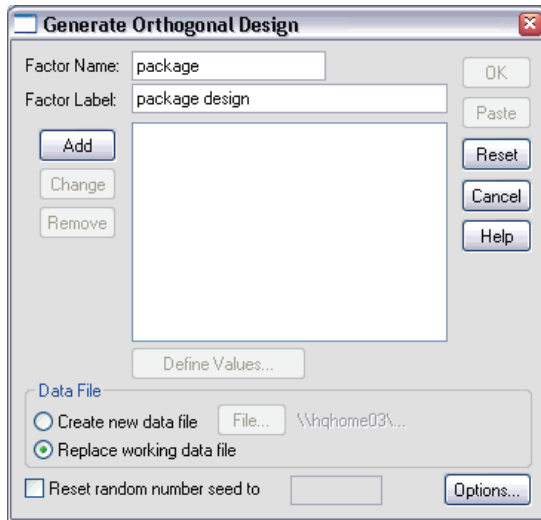 Generate Orthogonal Design
Factor Name: package
OK
Factor Label: package design
Paste
Add
Reset
Change
Cancel
Remove
Help
Define Values...
Data File
Create new data file File... \\hqhome03\...
Replace working data file
Reset random number seed to
Options...